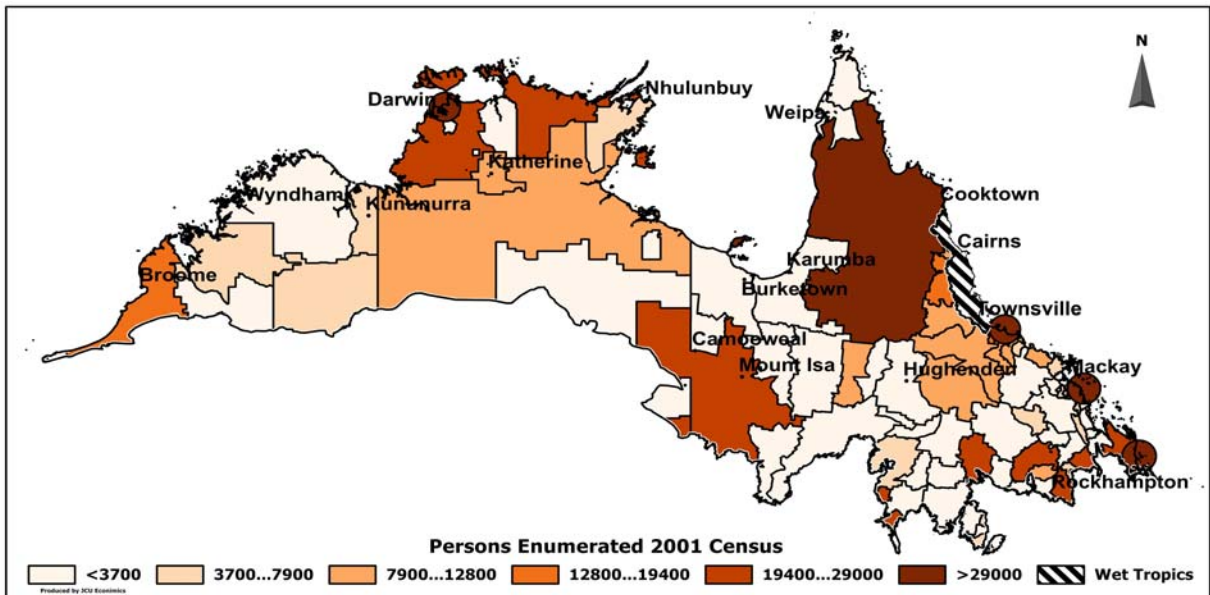 N
Nhulunbuy
Darwin
Weipa
Katherine
Wyndham
Kununurra
Cooktown
Cairns
Broome
Karumba
Burketown
Townsville
Camooweal
Mount Isa
Hughenden
Mackay
Rockhampton
Persons Enumerated 2001 Census
<3700 3700...7900 7900...12800 12800...19400 19400...29000 >29000 Wet Tropics
Produced by JCU Econimics